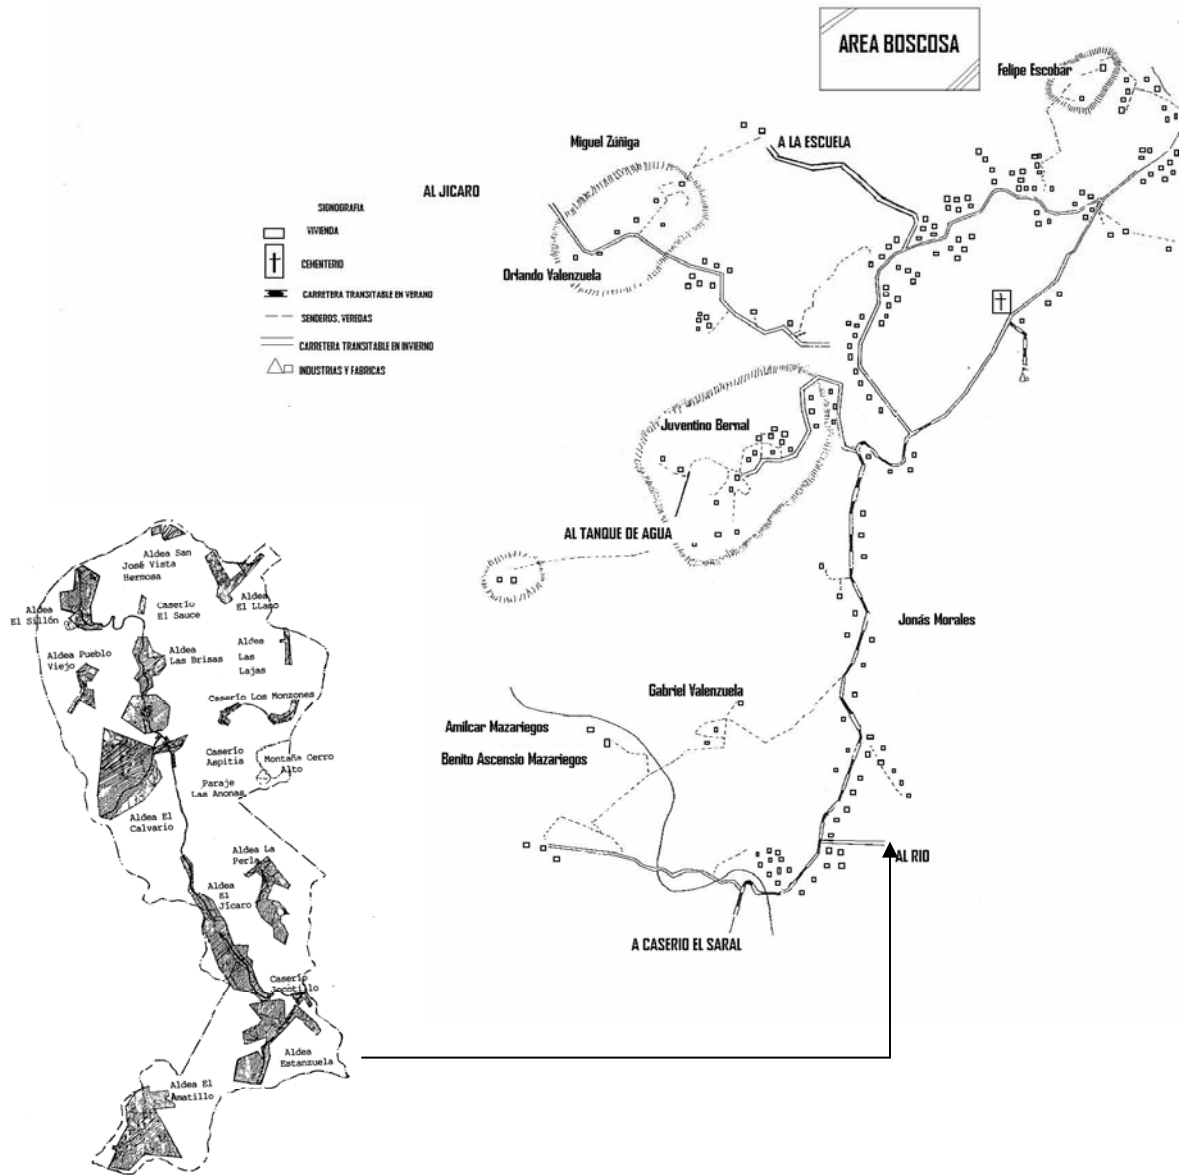 AREA BOSCOSA
Felipe Escobar
Miguel Zúñiga
A LA ESCUELA
AL JICARO
SIGNOGRAFIA
VIVIENDA
CEMENTERIO
CARRETERA TRANSITABLE EN VERANO
SENDEROS, VEREDAS
CARRETERA TRANSITABLE EN INVIERNO
INDUSTRIAS Y FABRICAS
Orlando Valenzuela
Juventino Bernal
AL TANQUE DE AGUA
Jonás Morales
Gabriel Valenzuela
Amilcar Mazariegos
Benito Ascensio Mazariegos
AL RIO
A CASERIO EL SARAL
Aldea San
José Vista
Hermosa
Aldea
El Sillón
Caserío
El Sauce
Aldea
El LLano
Aldea Pueblo
Viejo
Aldea
Las Brisas
Aldea
Las
Lajas
Caserío Los Monzones
Caserío
Aspitia
Montaña Cerro
Alto
Paraje
Las Anonas
Aldea El
Calvario
Aldea La
Perla
Aldea
El
Jícaro
Caserío
Jocotillo
Aldea
Estanzuela
Aldea El
Amatillo